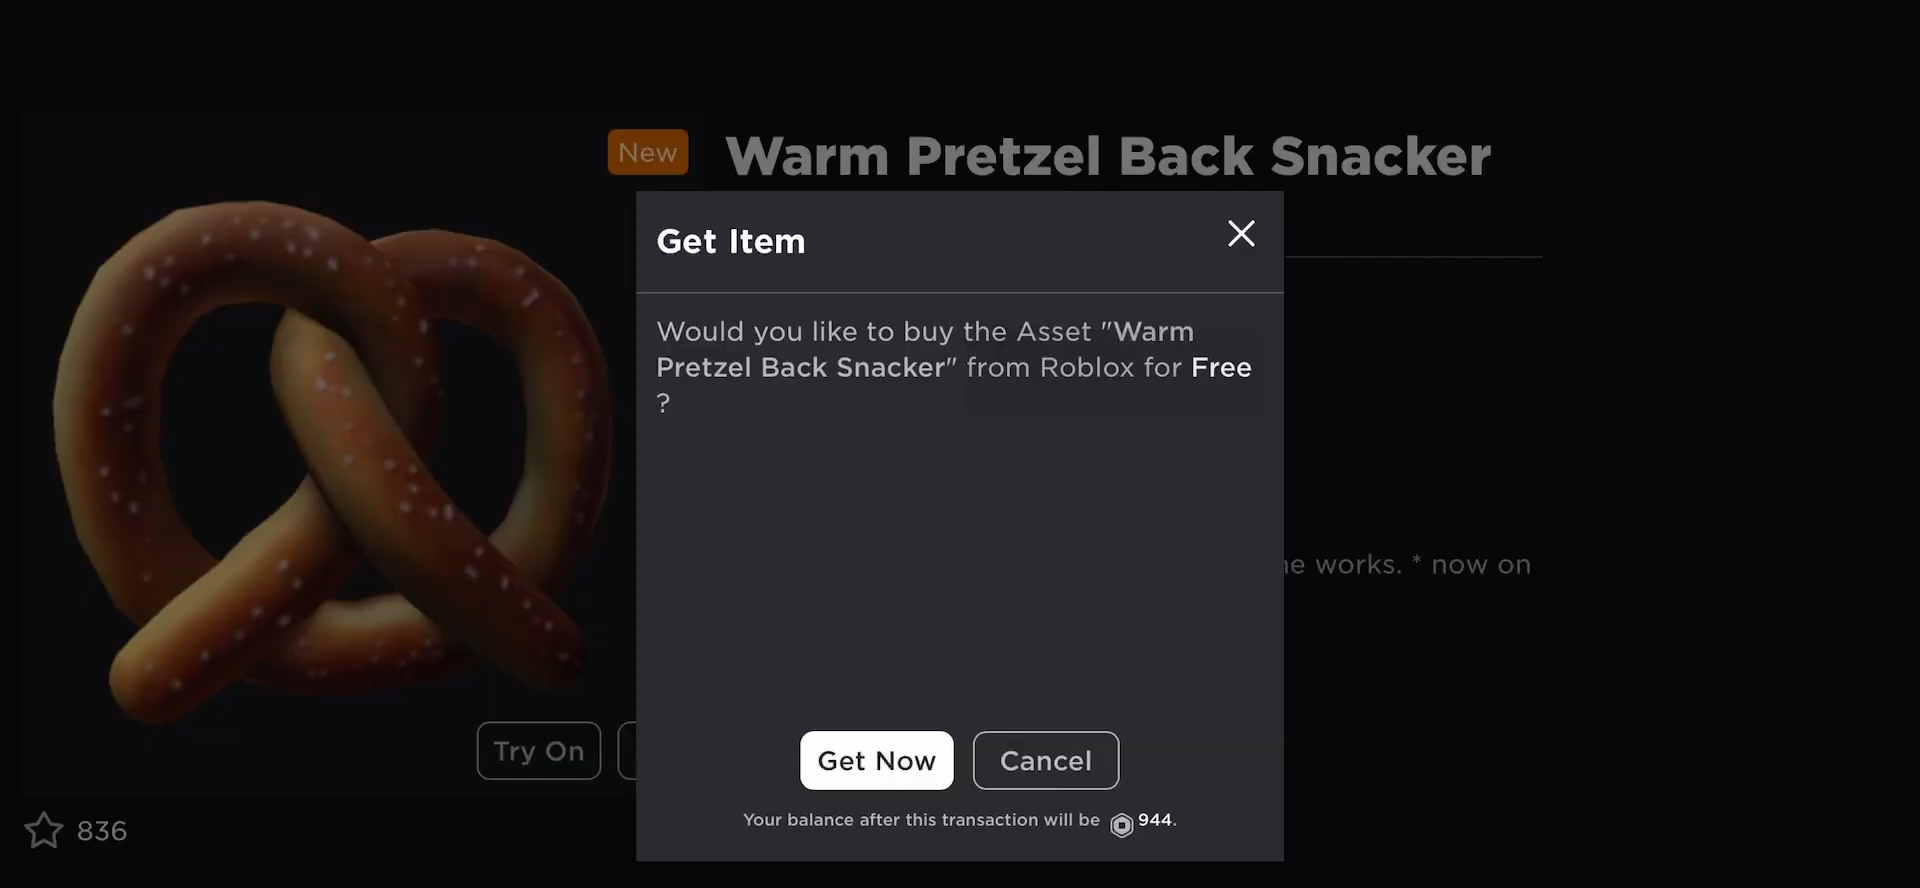 New
Warm Pretzel Back Snacker
Get Item
Would you like to buy the Asset "Warm
Pretzel Back Snacker" from Roblox for Free
?
works. * now on
Try On
Get Now
Cancel
Your balance after this transaction will be 944.
836